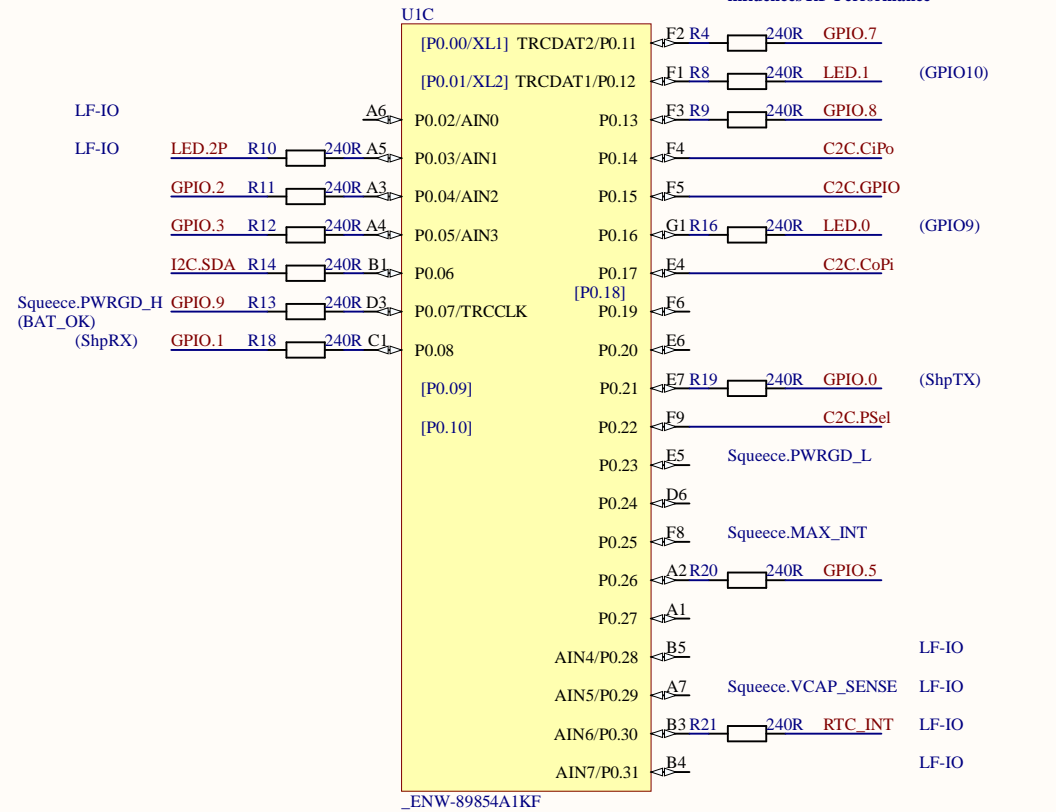 U1C
[P0.00/XL1] TRCDAT2/P0.11 F2 R4 240R GPIO.7
[P0.01/XL2] TRCDAT1/P0.12 F1 R8 240R LED.1 (GPIO10)
LF-IO A6 P0.02/AIN0 P0.13 F3 R9 240R GPIO.8
LF-IO LED.2P R10 240R A5 P0.03/AIN1 P0.14 F4 C2C.CiPo
GPIO.2 R11 240R A3 P0.04/AIN2 P0.15 F5 C2C.GPIO
GPIO.3 R12 240R A4 P0.05/AIN3 P0.16 G1 R16 240R LED.0 (GPIO9)
I2C.SDA R14 240R B1 P0.06 P0.17 E4 C2C.CoPi
[P0.18]
Squeece.PWRGD_H GPIO.9 R13 240R D3 P0.07/TRCCLK P0.19 F6
(BAT_OK)
(ShpRX) GPIO.1 R18 240R C1 P0.08 P0.20 E6
[P0.09] P0.21 E7 R19 240R GPIO.0 (ShpTX)
[P0.10] P0.22 F9 C2C.PSel
P0.23 E5 Squeece.PWRGD_L
P0.24 D6
P0.25 F8 Squeece.MAX_INT
P0.26 A2 R20 240R GPIO.5
P0.27 A1
AIN4/P0.28 B5 LF-IO
AIN5/P0.29 A7 Squeece.VCAP_SENSE LF-IO
AIN6/P0.30 B3 R21 240R RTC_INT LF-IO
AIN7/P0.31 B4 LF-IO
_ENW-89854A1KF